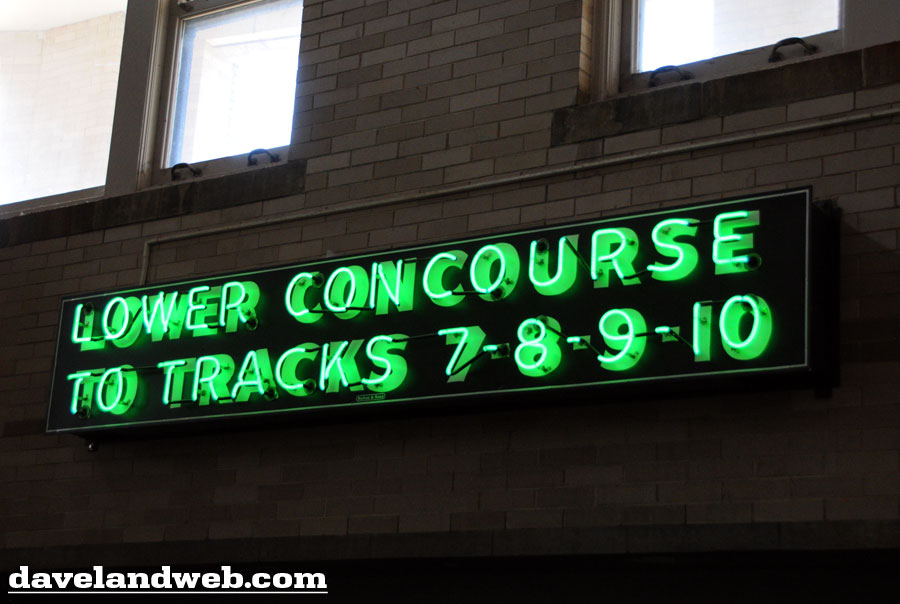 LOWER CONCOURSE
TO TRACKS 7-8-9-10
davelandweb.com